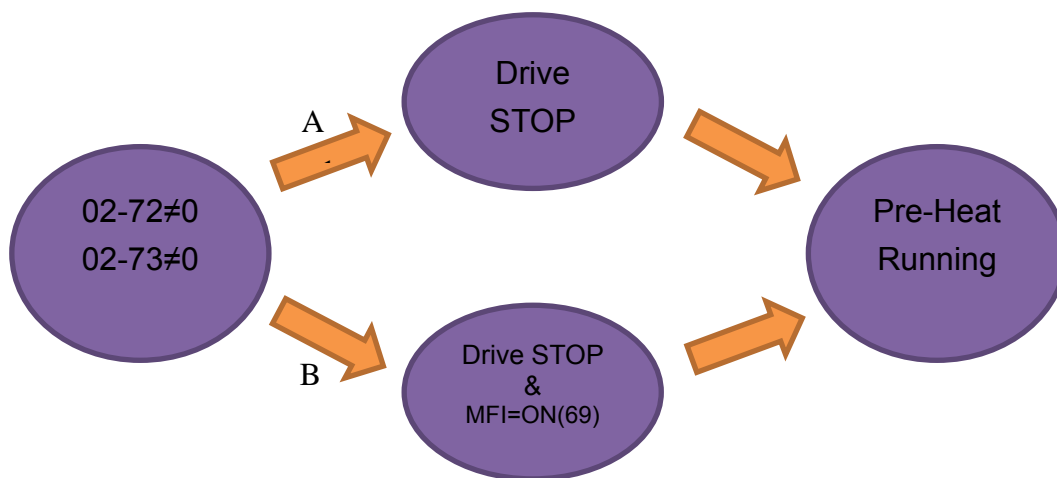 Drive
STOP
A
02-72≠0
02-73≠0
Pre-Heat
Running
B
Drive STOP
&
MFI=ON(69)